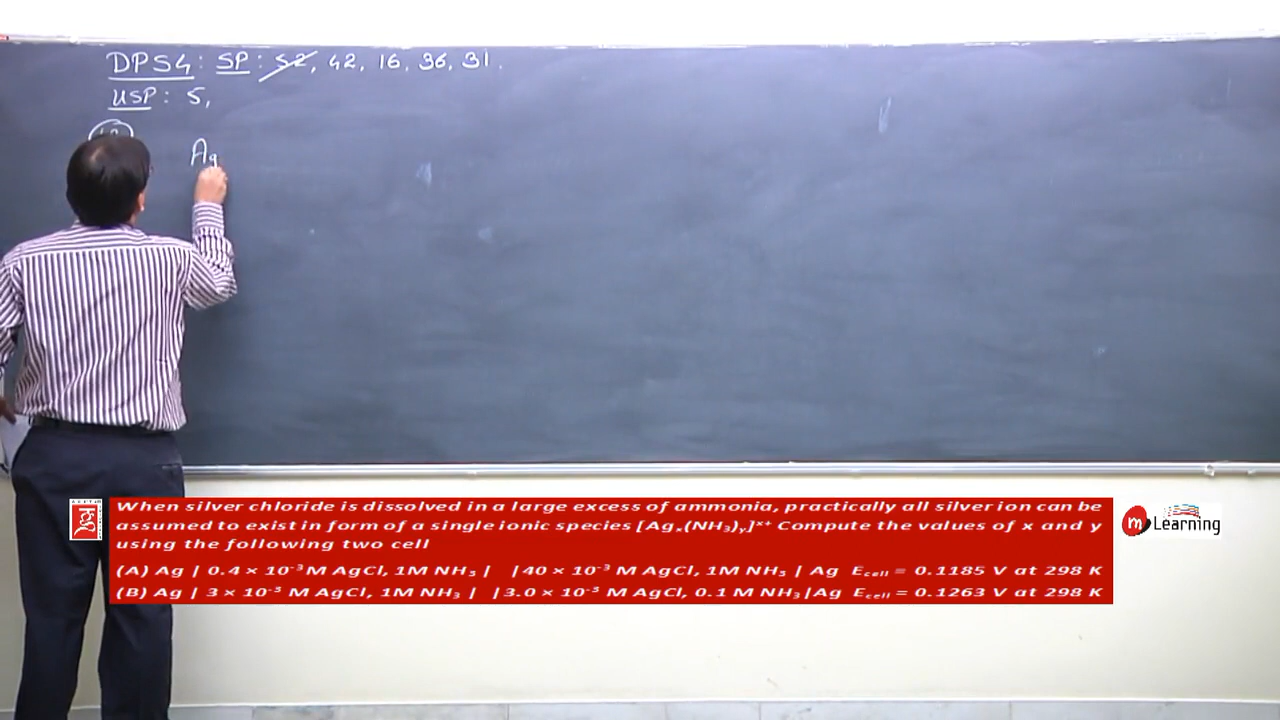 DPS4: SP: 52, 42, 16, 36, 31.
USP: 5,
Ag
When silver chloride is dissolved in a large excess of ammonia, practically all silver ion can be
assumed to exist in form of a single ionic species [Agₓ(NH₃)ᵧ]ˣ⁺ Compute the values of x and y
using the following two cell
(A) Ag | 0.4 × 10⁻³ M AgCl, 1M NH₃ | | 40 × 10⁻³ M AgCl, 1M NH₃ | Ag E꜀ₑₗₗ = 0.1185 V at 298 K
(B) Ag | 3 × 10⁻³ M AgCl, 1M NH₃ | | 3.0 × 10⁻³ M AgCl, 0.1 M NH₃ | Ag E꜀ₑₗₗ = 0.1263 V at 298 K
m Learning